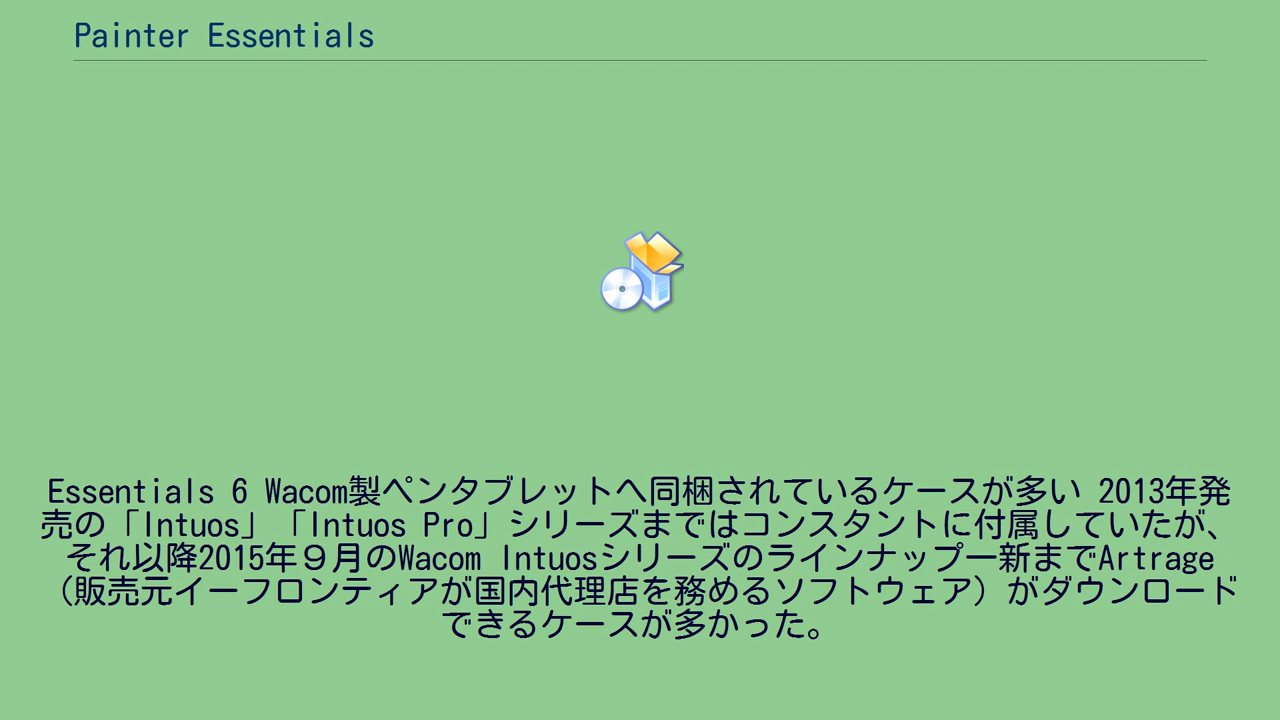 Painter Essentials
Essentials 6 Wacom製ペンタブレットへ同梱されているケースが多い 2013年発
売の「Intuos」「Intuos Pro」シリーズまではコンスタントに付属していたが、
それ以降2015年９月のWacom Intuosシリーズのラインナップ一新までArtrage
（販売元イーフロンティアが国内代理店を務めるソフトウェア）がダウンロード
できるケースが多かった。